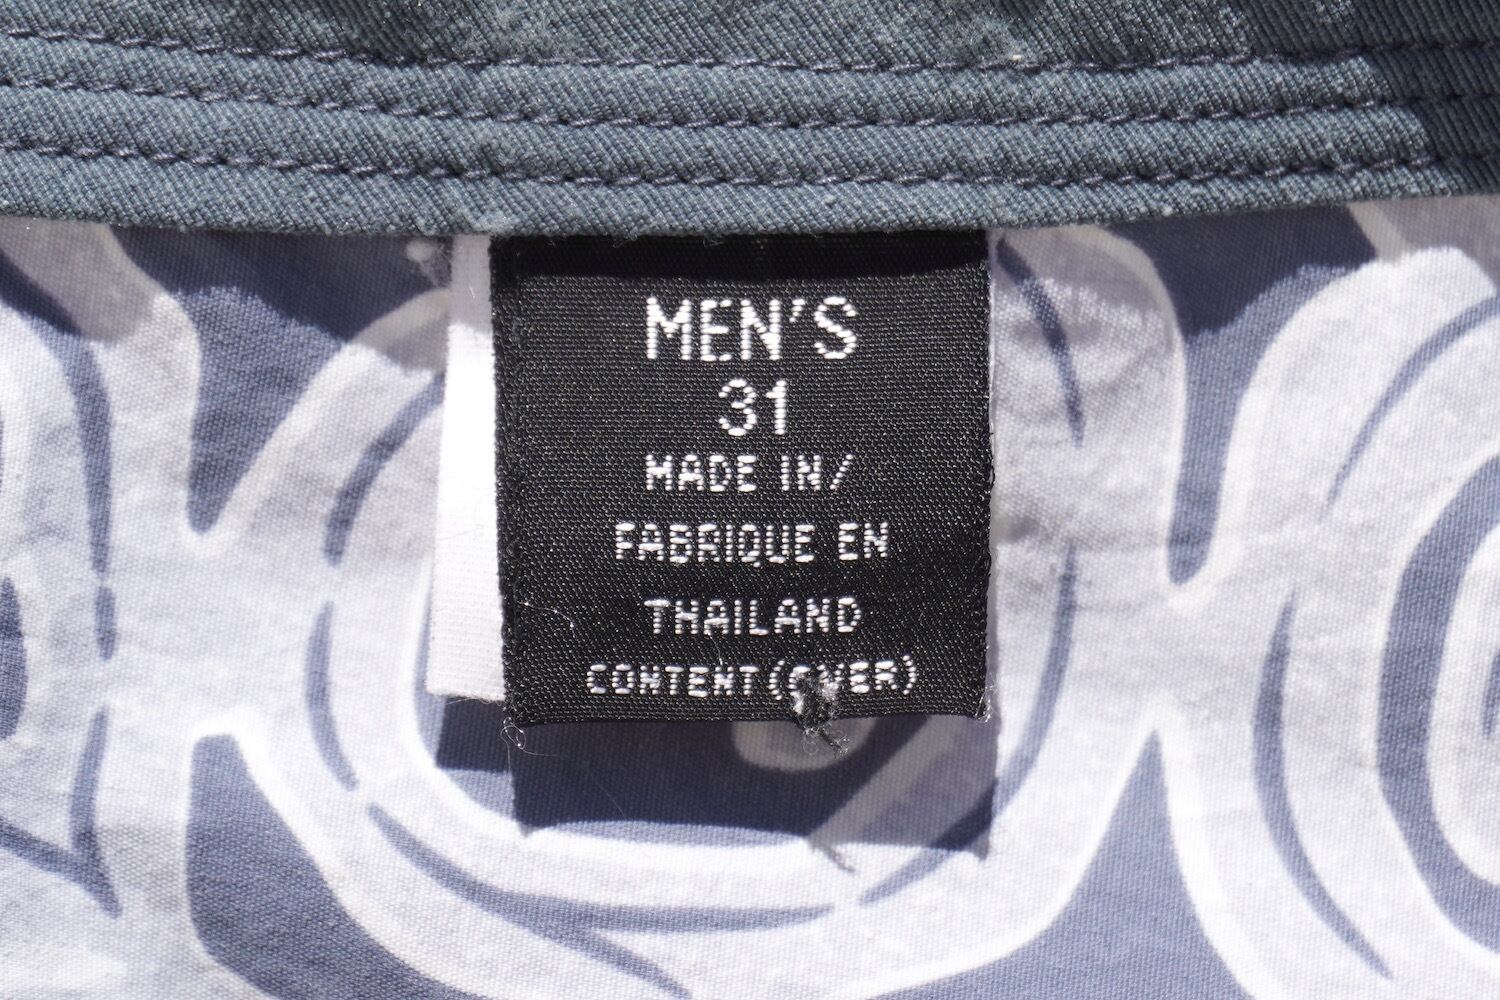 MEN'S
31
MADE IN/
FABRIQUE EN
THAILAND
CONTENT (OVER)